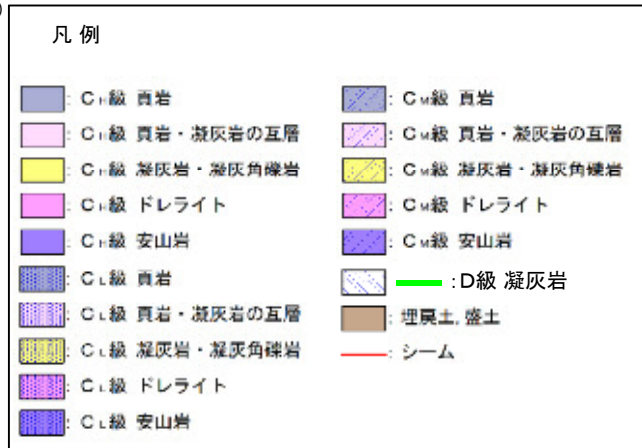 )
凡 例
: CH級 頁岩
: CH級 頁岩・凝灰岩の互層
: CH級 凝灰岩・凝灰角礫岩
: CH級 ドレライト
: CH級 安山岩
: CL級 頁岩
: CL級 頁岩・凝灰岩の互層
: CL級 凝灰岩・凝灰角礫岩
: CL級 ドレライト
: CL級 安山岩
: CM級 頁岩
: CM級 頁岩・凝灰岩の互層
: CM級 凝灰岩・凝灰角礫岩
: CM級 ドレライト
: CM級 安山岩
: D級 凝灰岩
: 埋戻土, 盛土
: シーム